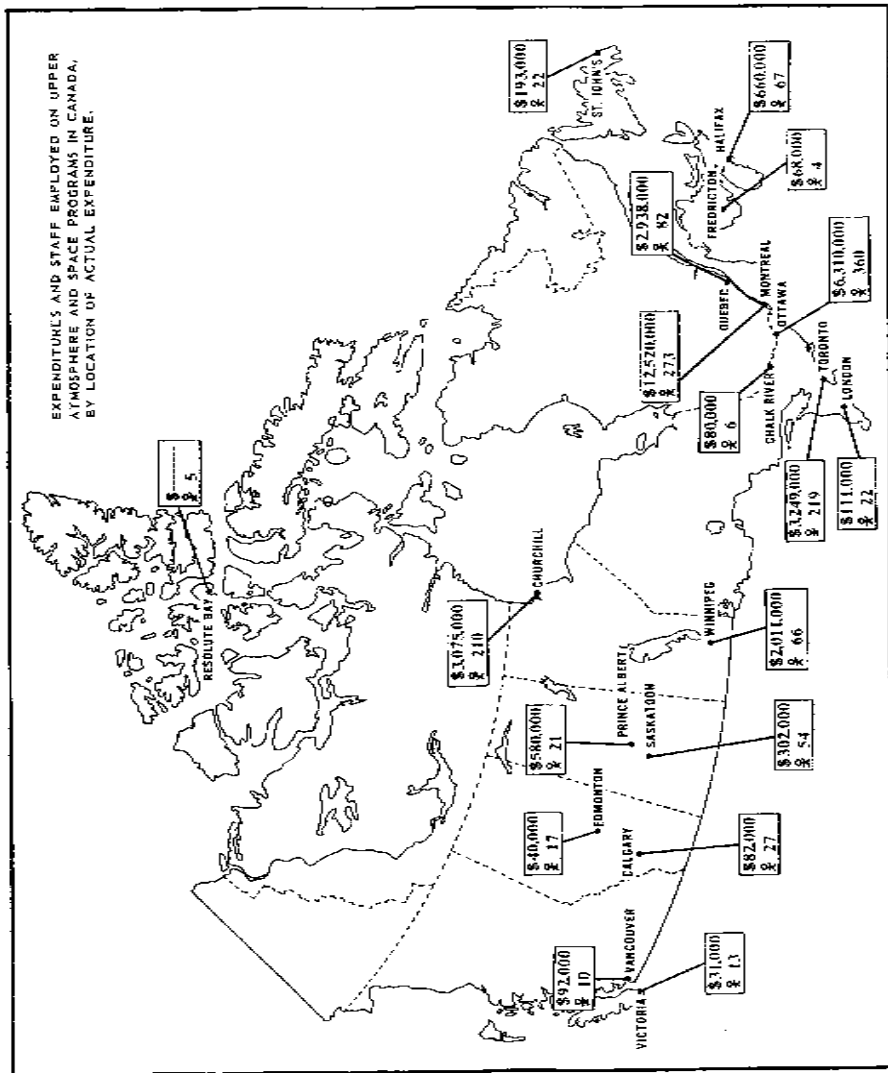 EXPENDITURE'S AND STAFF EMPLOYED ON UPPER
ATMOSPHERE AND SPACE PROGRAMS IN CANADA,
BY LOCATION OF ACTUAL EXPENDITURE.
$ -----
5
RESOLUTE BAY
$193,000
22
ST. JOHN'S
$3,075,000
210
CHURCHILL
$2,938,000
82
QUEBEC
$12,520,000
273
MONTREAL
$80,000
6
CHALK RIVER
$6,310,000
360
OTTAWA
FREDRICTON
$68,000
4
HALIFAX
$660,000
67
$3,249,000
219
TORONTO
$111,000
22
LONDON
WINNIPEG
$2,011,000
66
$580,000
21
PRINCE ALBERT
SASKATOON
$302,000
54
$40,000
17
EDMONTON
CALGARY
$82,000
27
$92,000
10
VANCOUVER
VICTORIA
$31,000
13